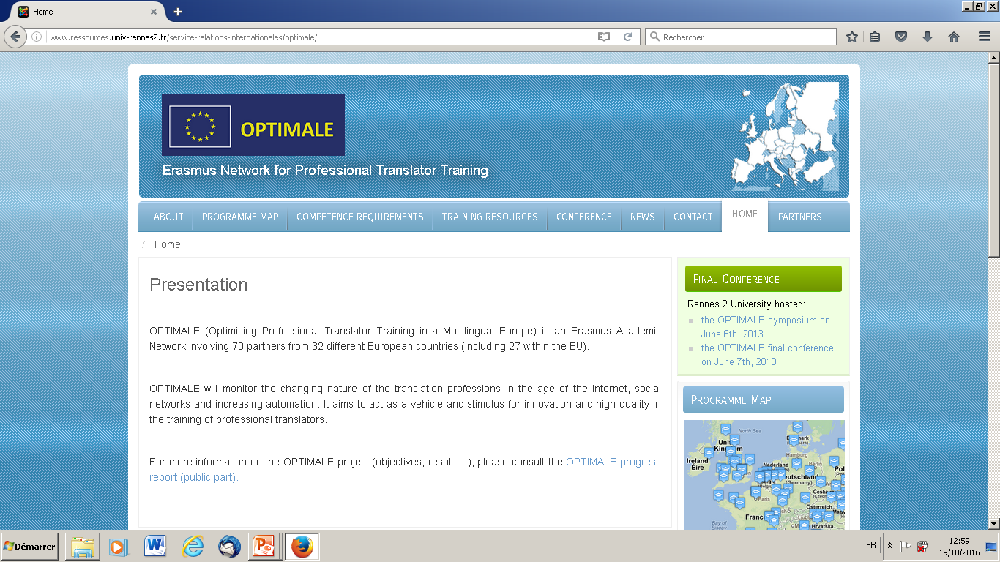 Home
www.ressources.univ-rennes2.fr/service-relations-internationales/optimale/
Rechercher
OPTIMALE
Erasmus Network for Professional Translator Training
ABOUT
PROGRAMME MAP
COMPETENCE REQUIREMENTS
TRAINING RESOURCES
CONFERENCE
NEWS
CONTACT
HOME
PARTNERS
/ Home
Presentation
OPTIMALE (Optimising Professional Translator Training in a Multilingual Europe) is an Erasmus Academic
Network involving 70 partners from 32 different European countries (including 27 within the EU).
OPTIMALE will monitor the changing nature of the translation professions in the age of the internet, social
networks and increasing automation. It aims to act as a vehicle and stimulus for innovation and high quality in
the training of professional translators.
For more information on the OPTIMALE project (objectives, results...), please consult the OPTIMALE progress
report (public part).
FINAL CONFERENCE
Rennes 2 University hosted:
the OPTIMALE symposium on
June 6th, 2013
the OPTIMALE final conference
on June 7th, 2013
PROGRAMME MAP
North Sea
Ireland
Éire
Nederland
(Germany)
Paris
Österreich
Bay of
Biscay
Hrvatska
Démarrer
FR
12:59
19/10/2016